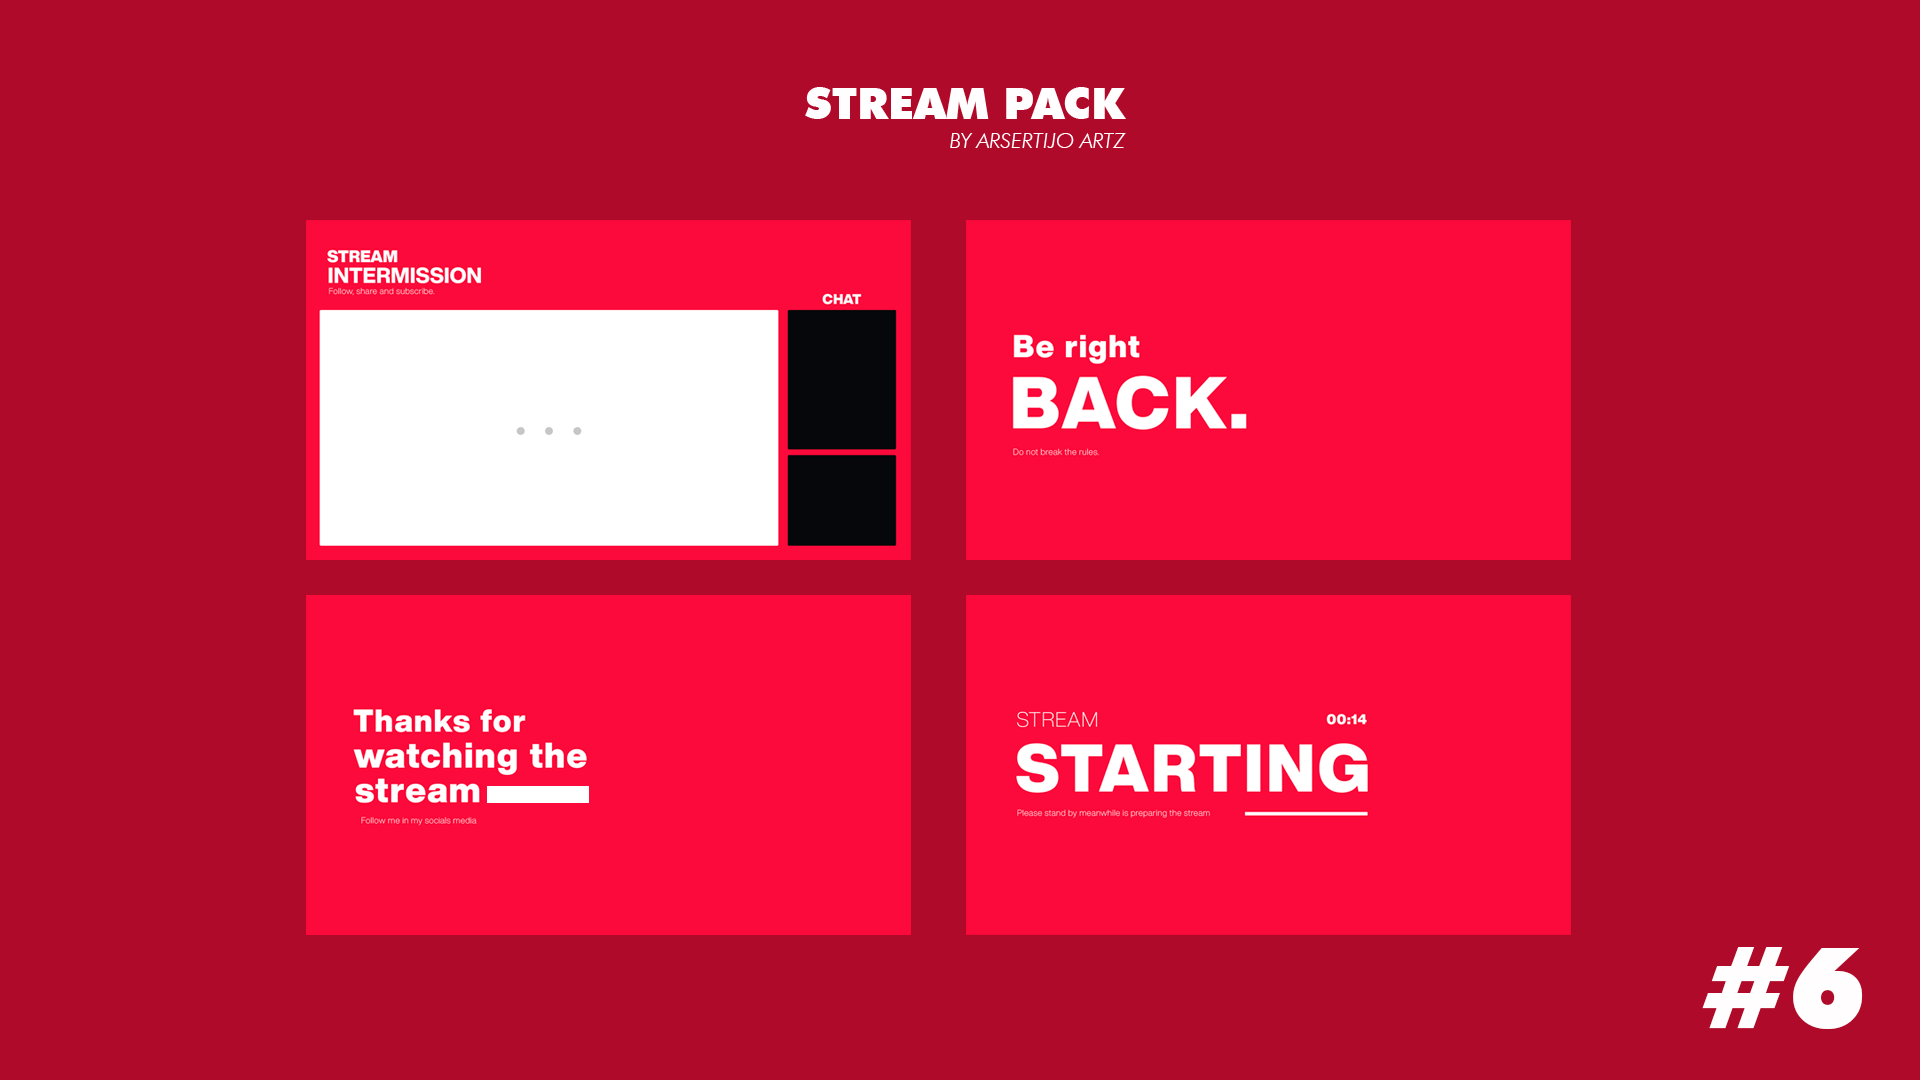 STREAM PACK
BY ARSERTIJO ARTZ
STREAM
INTERMISSION
Follow, share and subscribe.
CHAT
Be right
BACK.
Do not break the rules.
Thanks for
watching the
stream
Follow me in my socials media
STREAM
00:14
STARTING
Please stand by meanwhile is preparing the stream
#6